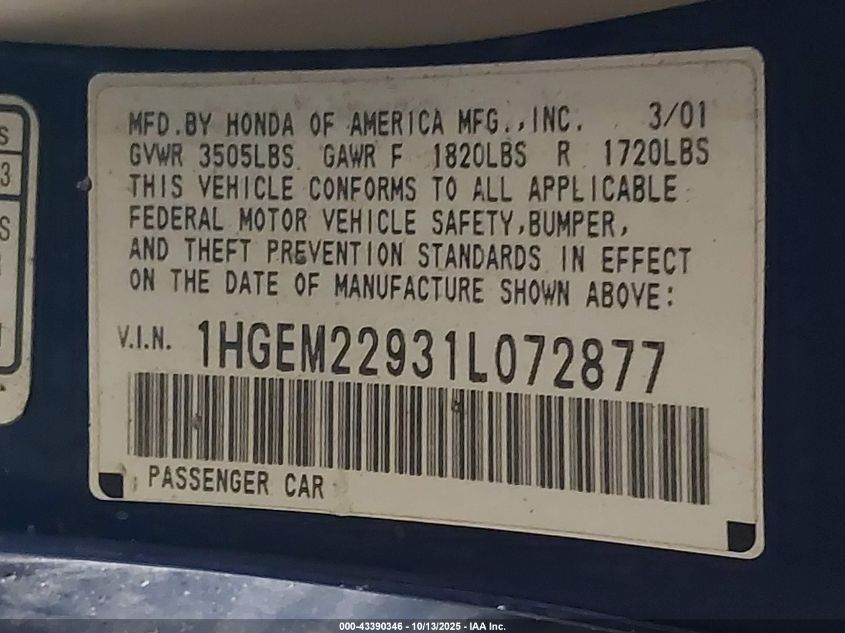 S
3
S
MFD.BY HONDA OF AMERICA MFG.,INC. 3/01
GVWR 3505LBS GAWR F 1820LBS R 1720LBS
THIS VEHICLE CONFORMS TO ALL APPLICABLE
FEDERAL MOTOR VEHICLE SAFETY,BUMPER,
AND THEFT PREVENTION STANDARDS IN EFFECT
ON THE DATE OF MANUFACTURE SHOWN ABOVE:
V.I.N. 1HGEM22931L072877
PASSENGER CAR
000-43390346 - 10/13/2025 - IAA Inc.